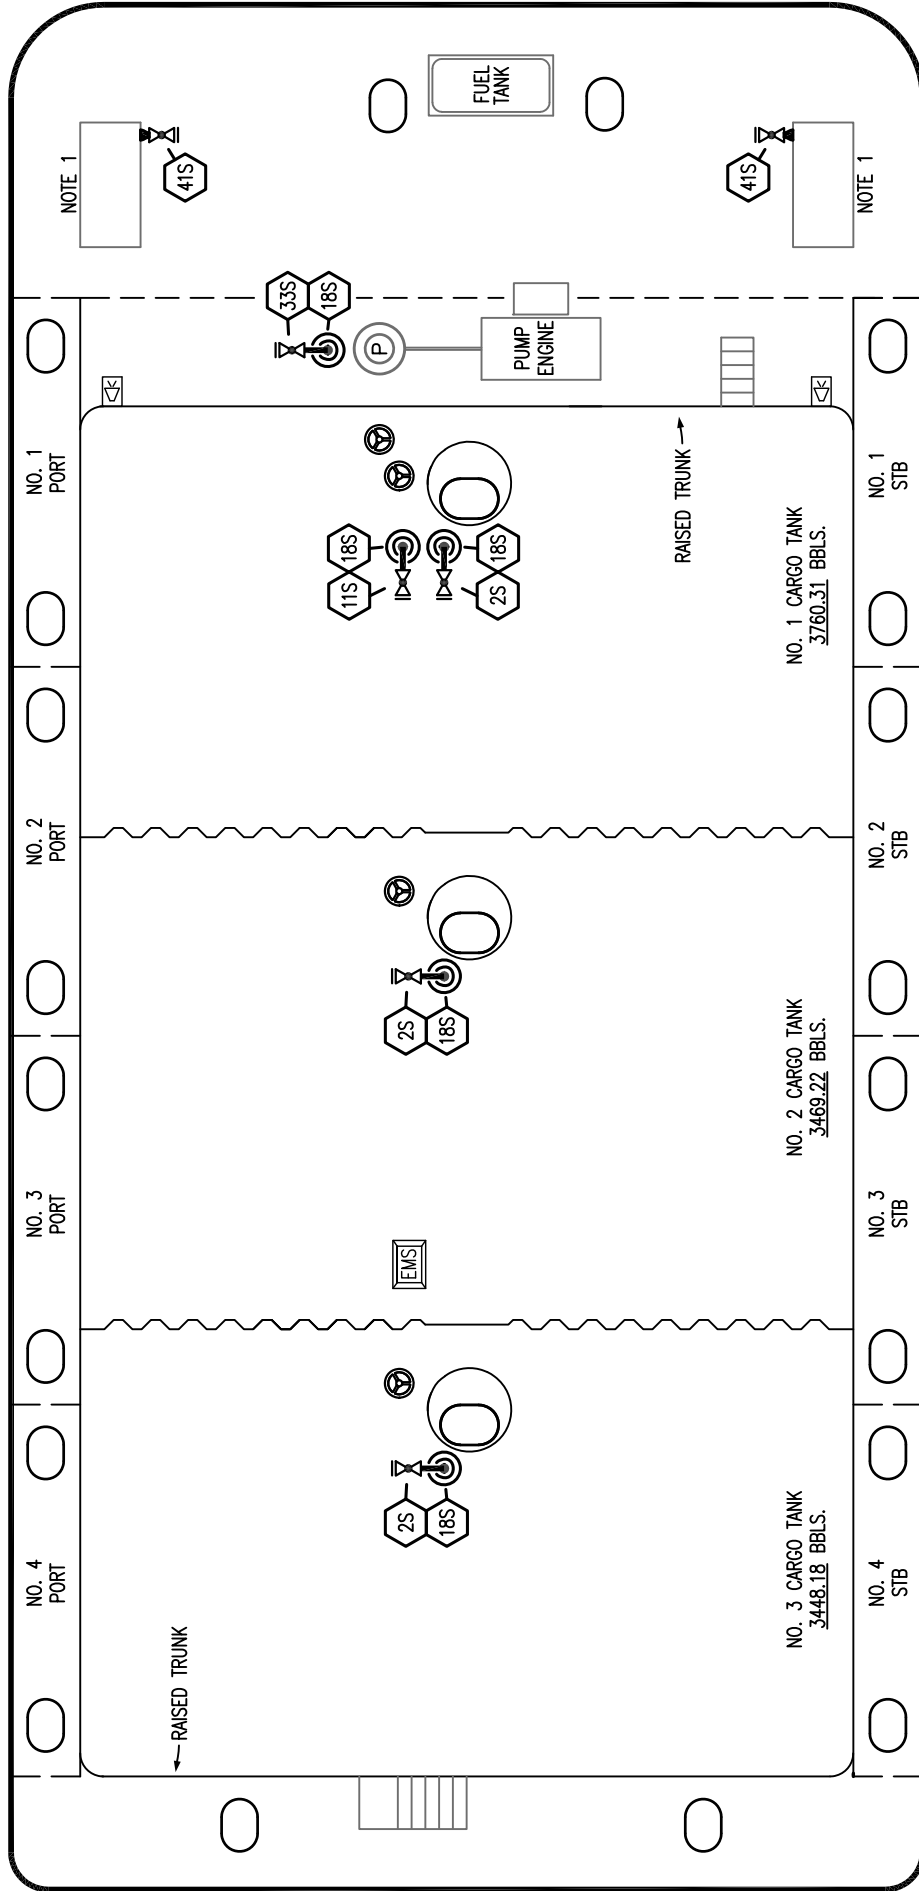 FUEL
TANK
NOTE 1
41S
41S
NOTE 1
33S
18S
P
PUMP
ENGINE
NO. 1
PORT
RAISED TRUNK
NO. 1
STB
18S
11S
18S
2S
NO. 1 CARGO TANK
3760.31 BBLS.
NO. 2
PORT
NO. 2
STB
2S
18S
NO. 2 CARGO TANK
3469.22 BBLS.
NO. 3
PORT
EMS
NO. 3
STB
2S
18S
NO. 3 CARGO TANK
3448.18 BBLS.
NO. 4
PORT
NO. 4
STB
RAISED TRUNK